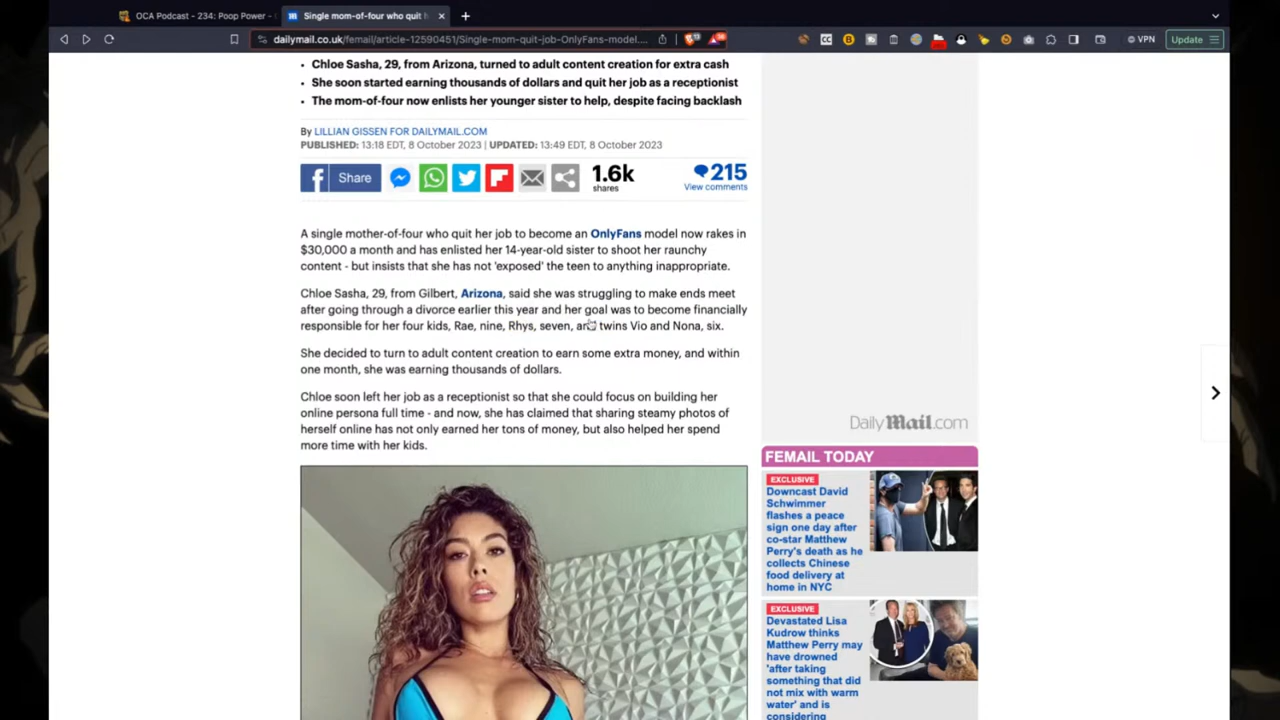 OCA Podcast - 234: Poop Power -
Single mom-of-four who quit h
dailymail.co.uk/femail/article-12590451/Single-mom-quit-job-OnlyFans-model....
VPN
Update
• Chloe Sasha, 29, from Arizona, turned to adult content creation for extra cash
• She soon started earning thousands of dollars and quit her job as a receptionist
• The mom-of-four now enlists her younger sister to help, despite facing backlash
By LILLIAN GISSEN FOR DAILYMAIL.COM
PUBLISHED: 13:18 EDT, 8 October 2023 | UPDATED: 13:49 EDT, 8 October 2023
Share
1.6k
shares
215
View comments
A single mother-of-four who quit her job to become an OnlyFans model now rakes in
$30,000 a month and has enlisted her 14-year-old sister to shoot her raunchy
content - but insists that she has not 'exposed' the teen to anything inappropriate.
Chloe Sasha, 29, from Gilbert, Arizona, said she was struggling to make ends meet
after going through a divorce earlier this year and her goal was to become financially
responsible for her four kids, Rae, nine, Rhys, seven, and twins Vio and Nona, six.
She decided to turn to adult content creation to earn some extra money, and within
one month, she was earning thousands of dollars.
Chloe soon left her job as a receptionist so that she could focus on building her
online persona full time - and now, she has claimed that sharing steamy photos of
herself online has not only earned her tons of money, but also helped her spend
more time with her kids.
DailyMail.com
FEMAIL TODAY
EXCLUSIVE
Downcast David
Schwimmer
flashes a peace
sign one day after
co-star Matthew
Perry's death as he
collects Chinese
food delivery at
home in NYC
EXCLUSIVE
Devastated Lisa
Kudrow thinks
Matthew Perry may
have drowned
'after taking
something that did
not mix with warm
water' and is
considering